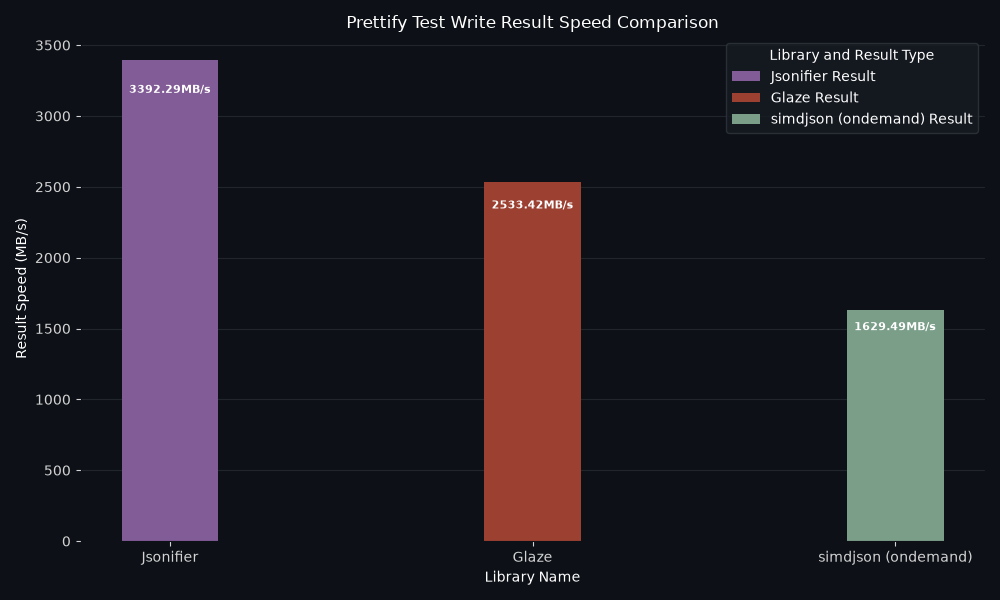 Prettify Test Write Result Speed Comparison
Library and Result Type
Jsonifier Result
Glaze Result
simdjson (ondemand) Result
Result Speed (MB/s)
3500
3000
2500
2000
1500
1000
500
0
3392.29MB/s
2533.42MB/s
1629.49MB/s
Jsonifier
Glaze
simdjson (ondemand)
Library Name